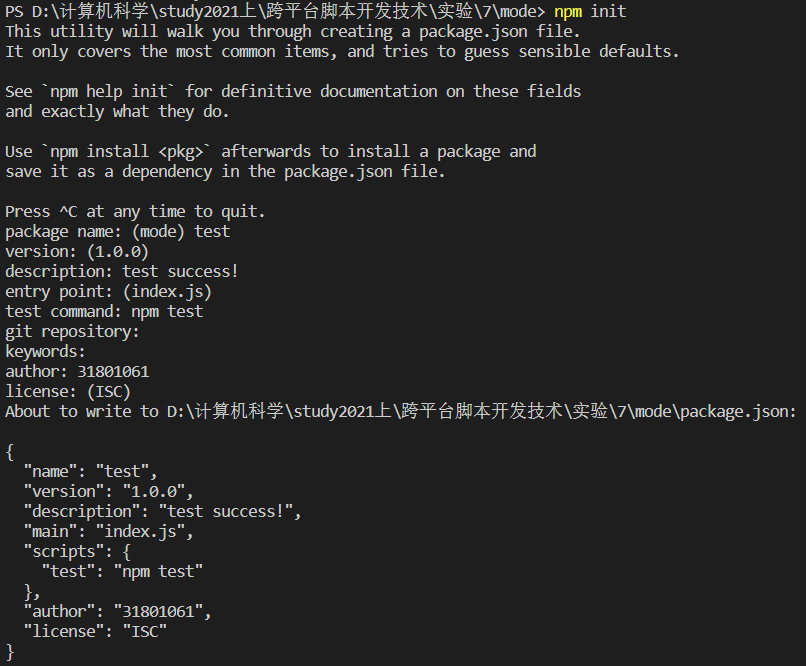 PS D:\计算机科学\study2021上\跨平台脚本开发技术\实验\7\mode> npm init
This utility will walk you through creating a package.json file.
It only covers the most common items, and tries to guess sensible defaults.

See `npm help init` for definitive documentation on these fields
and exactly what they do.

Use `npm install <pkg>` afterwards to install a package and
save it as a dependency in the package.json file.

Press ^C at any time to quit.
package name: (mode) test
version: (1.0.0)
description: test success!
entry point: (index.js)
test command: npm test
git repository:
keywords:
author: 31801061
license: (ISC)
About to write to D:\计算机科学\study2021上\跨平台脚本开发技术\实验\7\mode\package.json:

{
  "name": "test",
  "version": "1.0.0",
  "description": "test success!",
  "main": "index.js",
  "scripts": {
    "test": "npm test"
  },
  "author": "31801061",
  "license": "ISC"
}